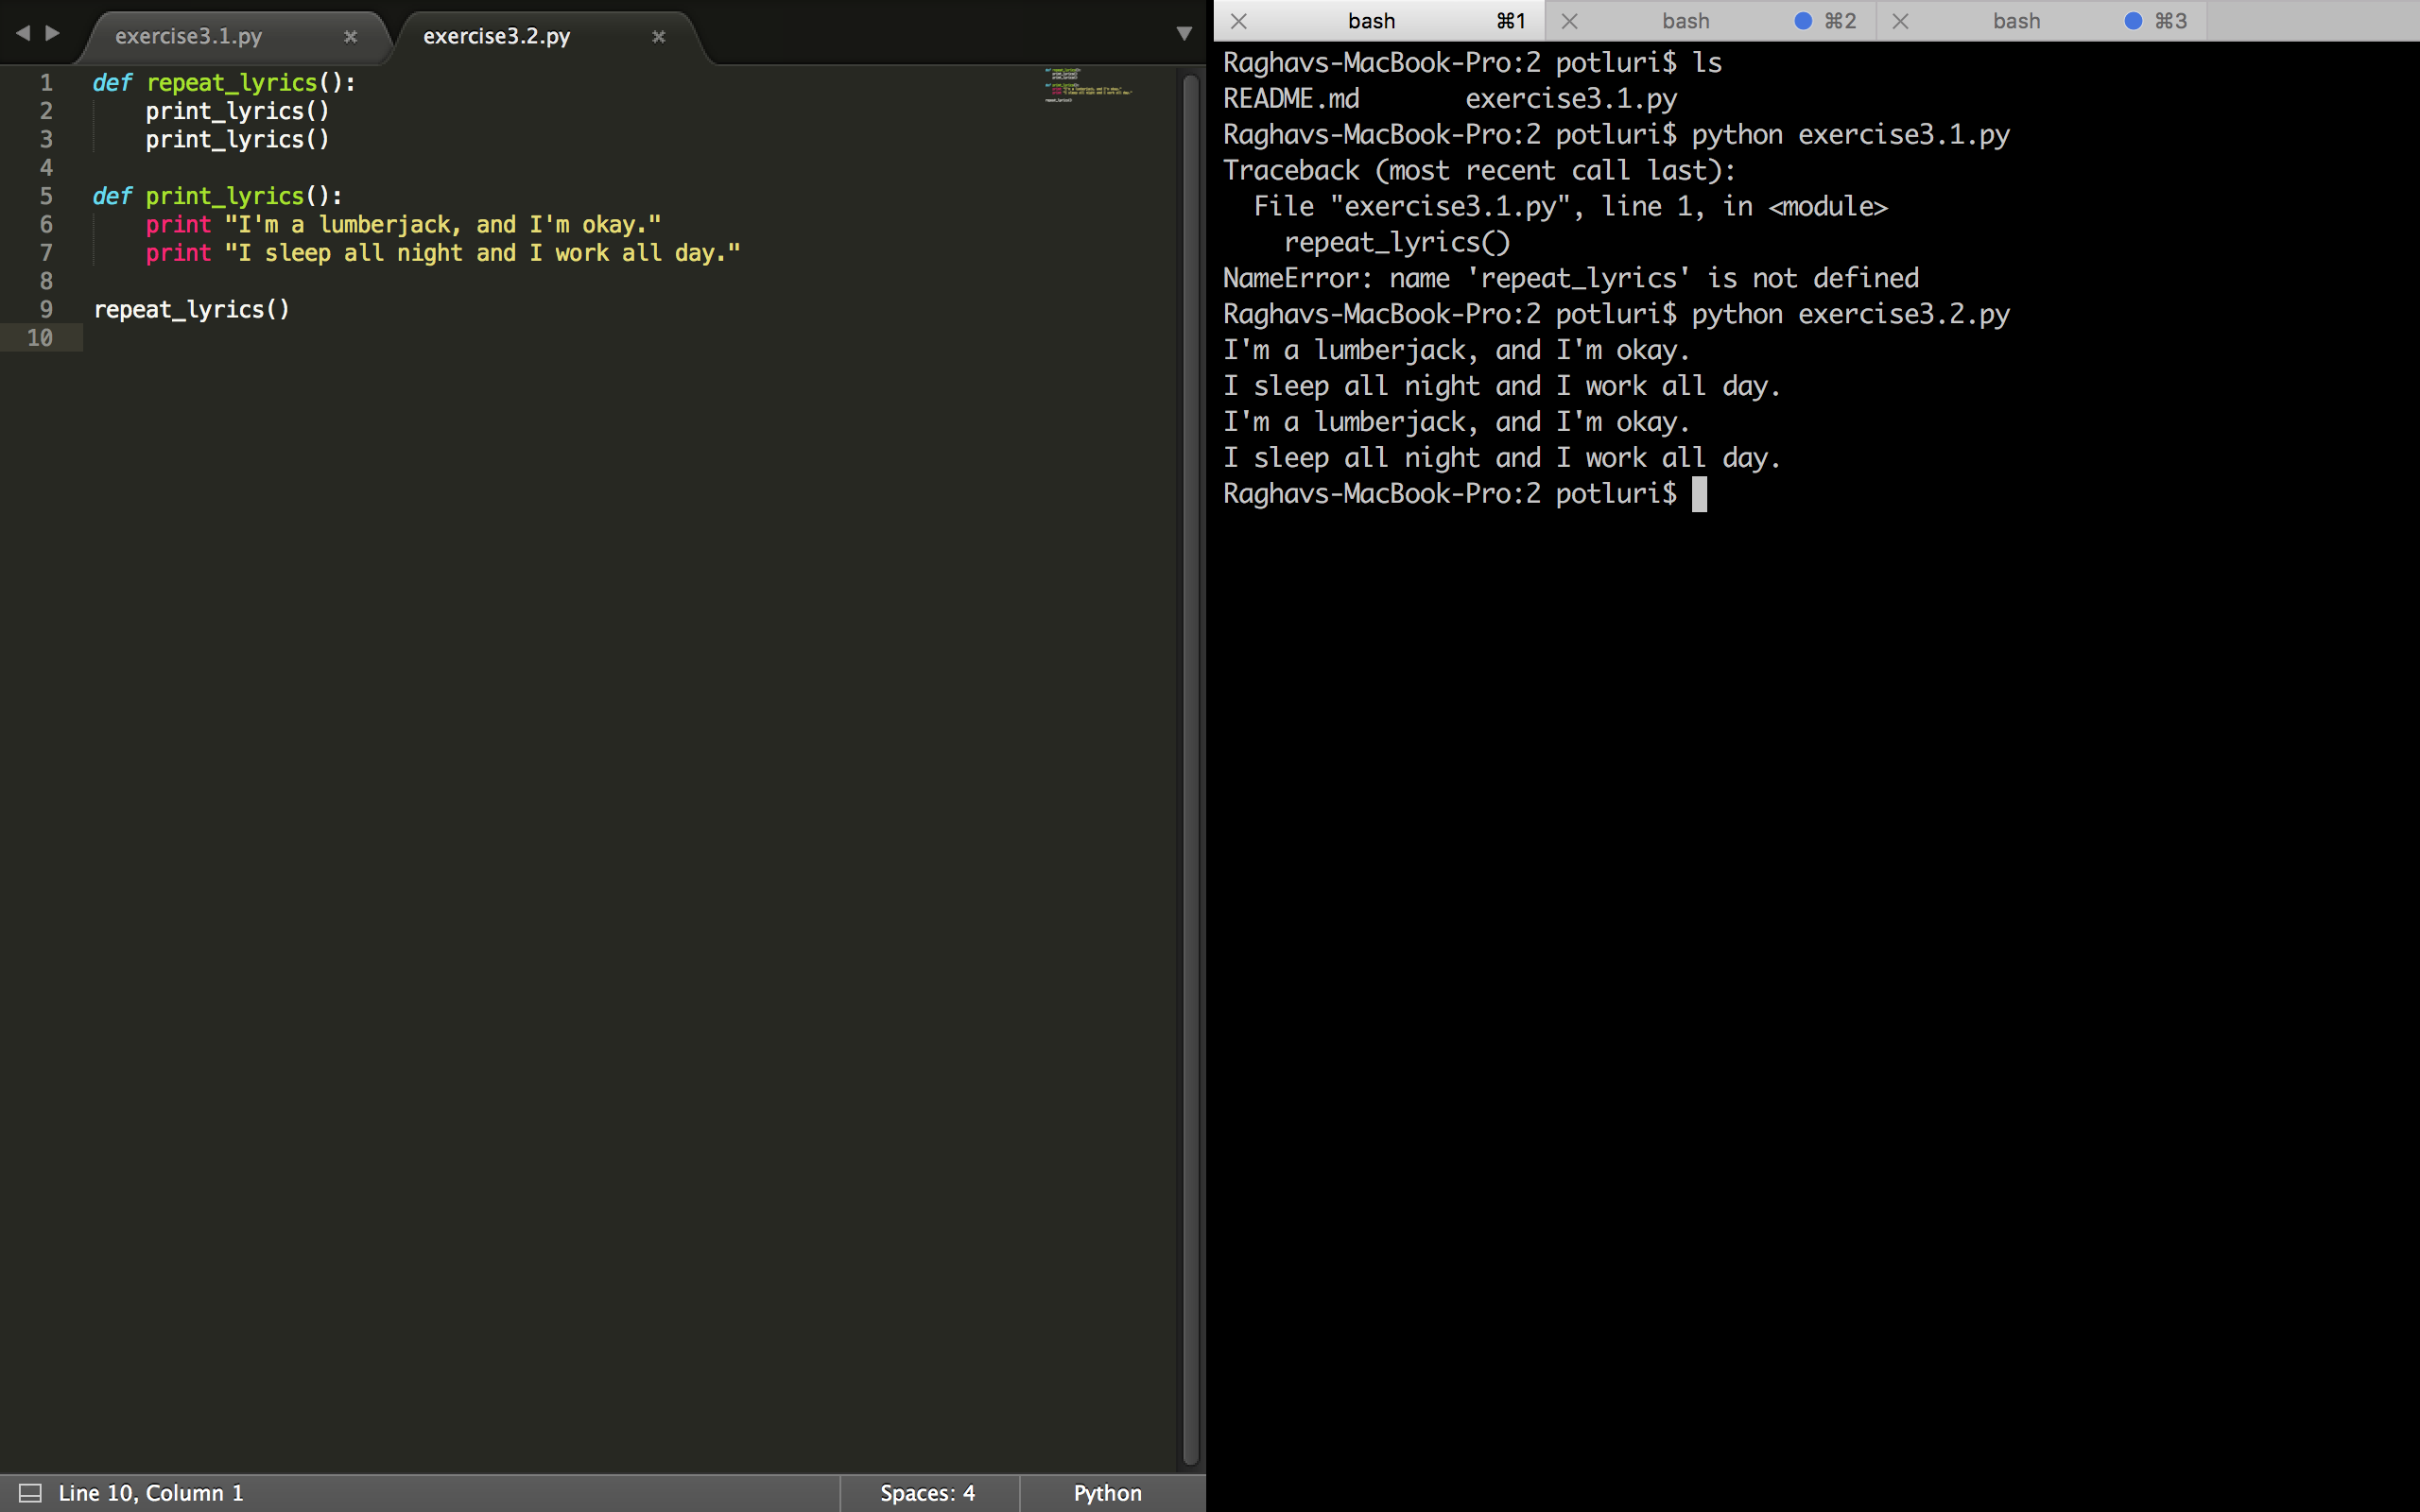 exercise3.1.py exercise3.2.py
1 def repeat_lyrics():
2     print_lyrics()
3     print_lyrics()
4
5 def print_lyrics():
6     print "I'm a lumberjack, and I'm okay."
7     print "I sleep all night and I work all day."
8
9 repeat_lyrics()
10
Line 10, Column 1 Spaces: 4 Python
bash ⌘1 bash ⌘2 bash ⌘3
Raghavs-MacBook-Pro:2 potluri$ ls
README.md       exercise3.1.py
Raghavs-MacBook-Pro:2 potluri$ python exercise3.1.py
Traceback (most recent call last):
  File "exercise3.1.py", line 1, in <module>
    repeat_lyrics()
NameError: name 'repeat_lyrics' is not defined
Raghavs-MacBook-Pro:2 potluri$ python exercise3.2.py
I'm a lumberjack, and I'm okay.
I sleep all night and I work all day.
I'm a lumberjack, and I'm okay.
I sleep all night and I work all day.
Raghavs-MacBook-Pro:2 potluri$